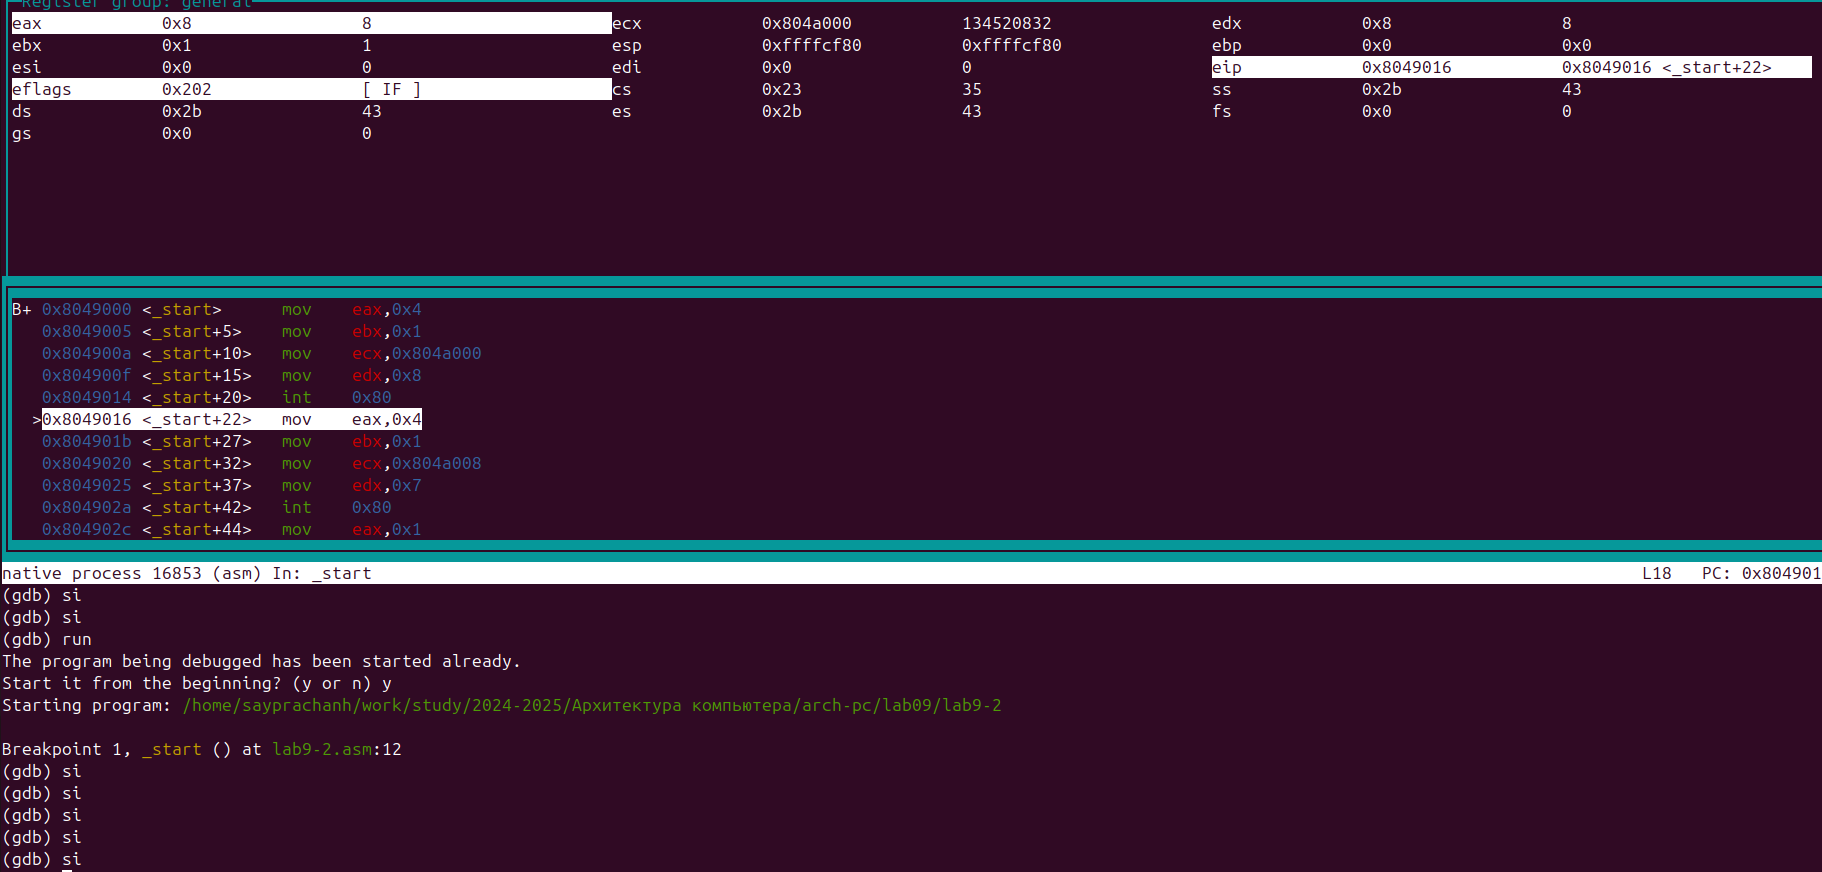 Register group: general
eax 0x8 8 ecx 0x804a000 134520832 edx 0x8 8
ebx 0x1 1 esp 0xffffcf80 0xffffcf80 ebp 0x0 0x0
esi 0x0 0 edi 0x0 0 eip 0x8049016 0x8049016 <_start+22>
eflags 0x202 [ IF ] cs 0x23 35 ss 0x2b 43
ds 0x2b 43 es 0x2b 43 fs 0x0 0
gs 0x0 0
B+ 0x8049000 <_start> mov eax,0x4
0x8049005 <_start+5> mov ebx,0x1
0x804900a <_start+10> mov ecx,0x804a000
0x804900f <_start+15> mov edx,0x8
0x8049014 <_start+20> int 0x80
>0x8049016 <_start+22> mov eax,0x4
0x804901b <_start+27> mov ebx,0x1
0x8049020 <_start+32> mov ecx,0x804a008
0x8049025 <_start+37> mov edx,0x7
0x804902a <_start+42> int 0x80
0x804902c <_start+44> mov eax,0x1
native process 16853 (asm) In: _start L18 PC: 0x804901
(gdb) si
(gdb) si
(gdb) run
The program being debugged has been started already.
Start it from the beginning? (y or n) y
Starting program: /home/sayprachanh/work/study/2024-2025/Архитектура компьютера/arch-pc/lab09/lab9-2
Breakpoint 1, _start () at lab9-2.asm:12
(gdb) si
(gdb) si
(gdb) si
(gdb) si
(gdb) si